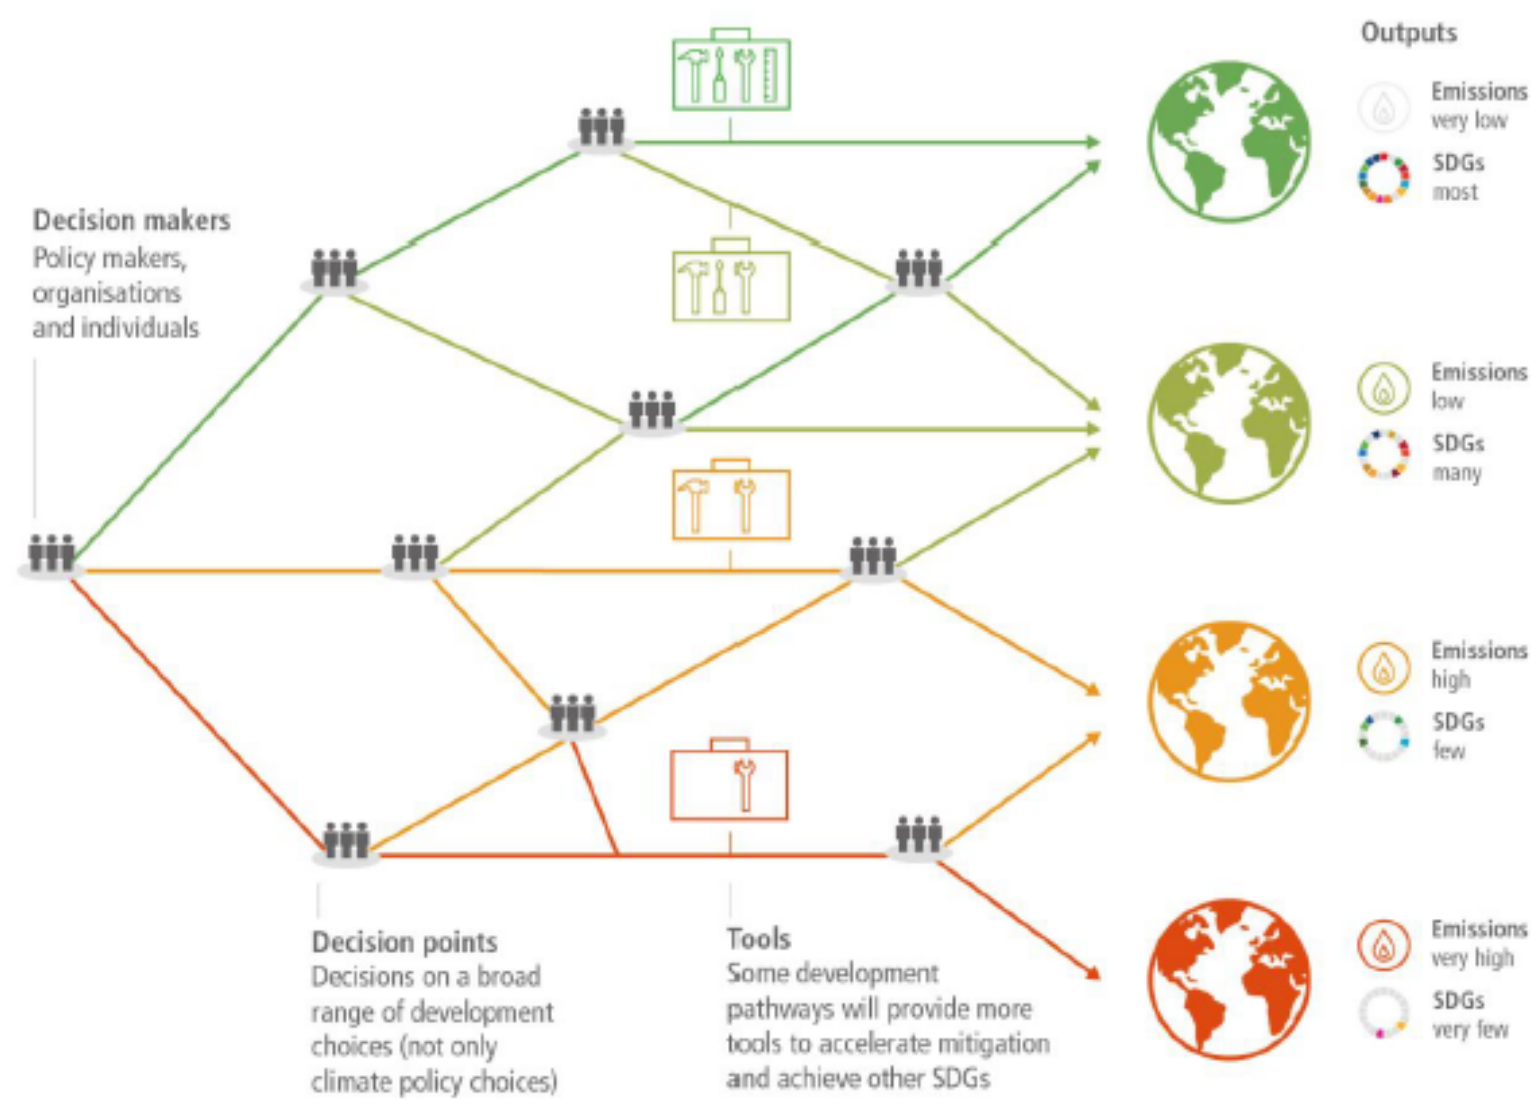 Outputs
Emissions
very low
SDGs
most
Decision makers
Policy makers,
organisations
and individuals
Emissions
low
SDGs
many
Emissions
high
SDGs
few
Emissions
very high
SDGs
very few
Decision points
Decisions on a broad
range of development
choices (not only
climate policy choices)
Tools
Some development
pathways will provide more
tools to accelerate mitigation
and achieve other SDGs